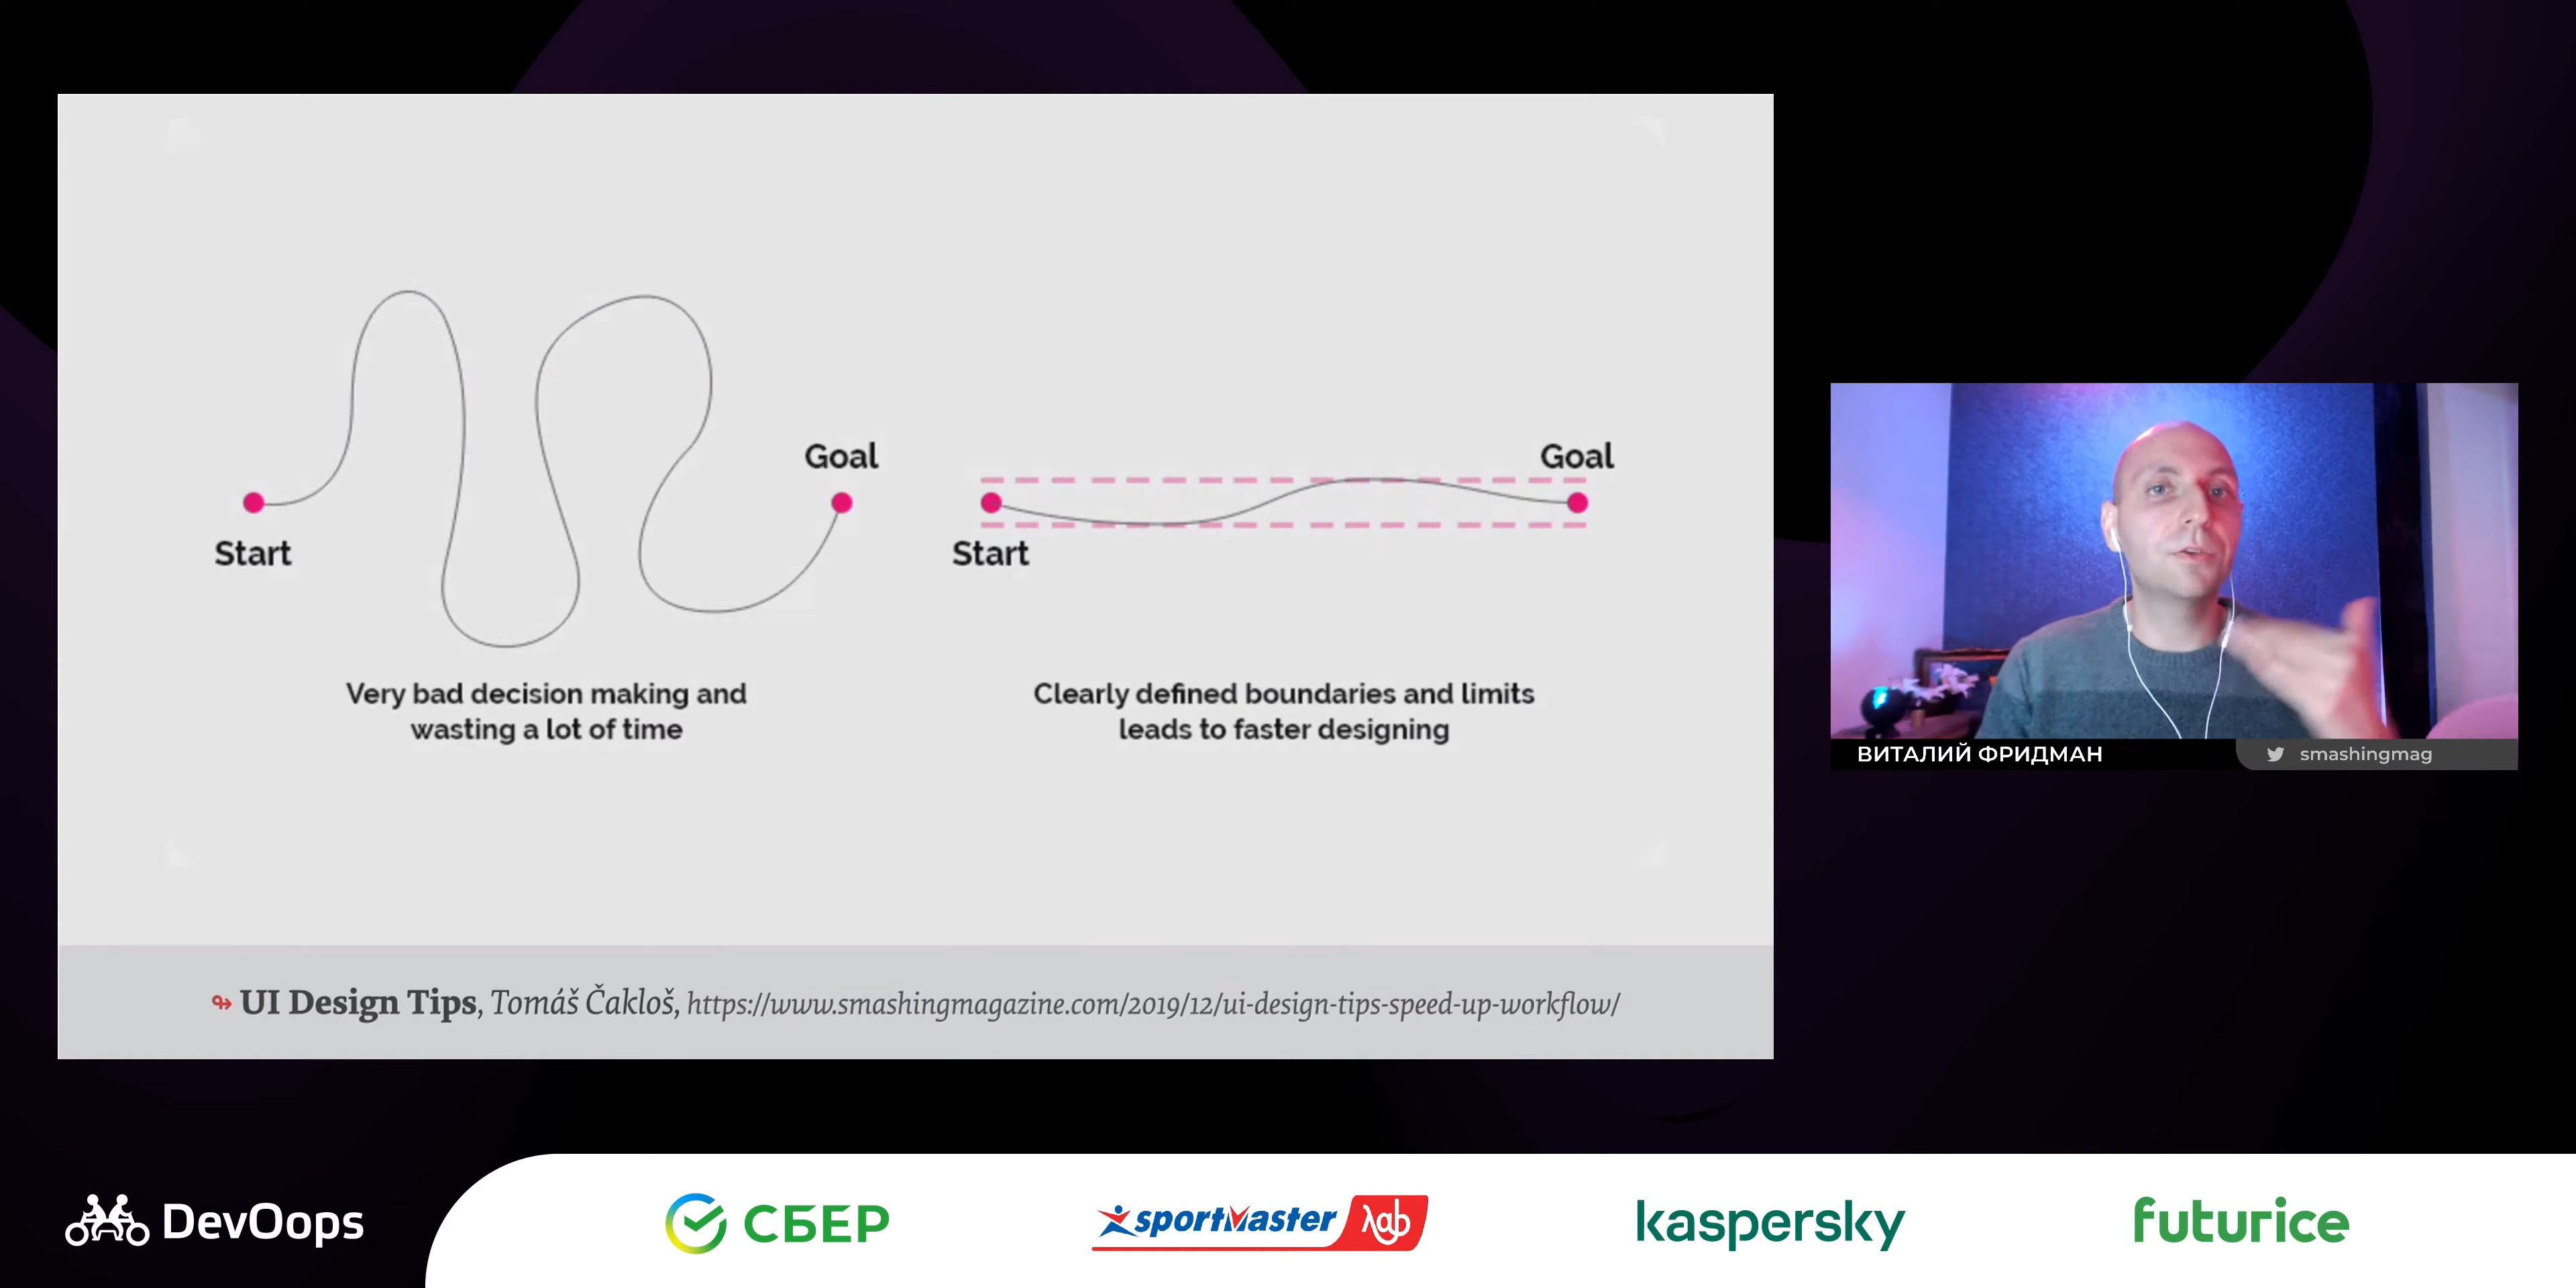 Goal
Start
Very bad decision making and
wasting a lot of time
Goal
Start
Clearly defined boundaries and limits
leads to faster designing
UI Design Tips, Tomáš Čakloš, https://www.smashingmagazine.com/2019/12/ui-design-tips-speed-up-workflow/
ВИТАЛИЙ ФРИДМАН
smashingmag
DevOops
СБЕР
sportmaster λab
kaspersky
futurice